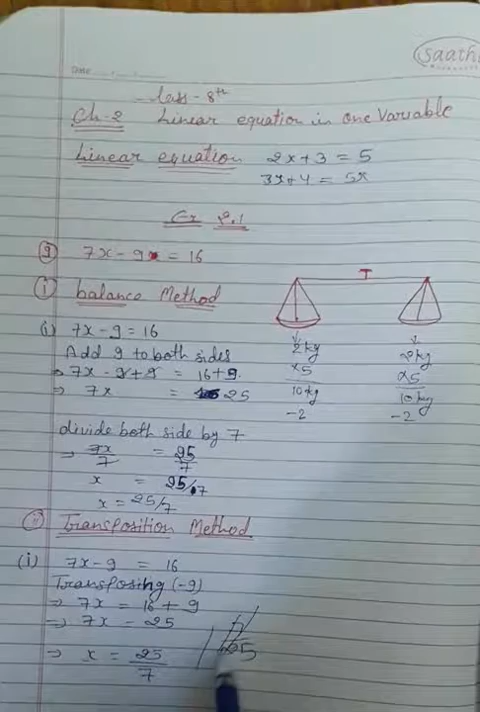 Saath
Date
Class - 8th
Ch-2 Linear equation in one Variable
Linear equation 2x+3 = 5
3x+4 = 5x
Ex 2.1
9 7x-9 = 16
(i) balance Method
T
(i) 7x-9 = 16
Add 9 to both sides
⇒ 7x-9+9 = 16+9
⇒ 7x = 25
2kg 2kg
x5 x5
10kg 10kg
-2 -2
divide both side by 7
⇒ 7x/7 = 25/7
x = 25/7
x = 25/7
(ii) Transposition Method
(i) 7x-9 = 16
Transposing (-9)
⇒ 7x = 16 + 9
⇒ 7x = 25
⇒ x = 25/7